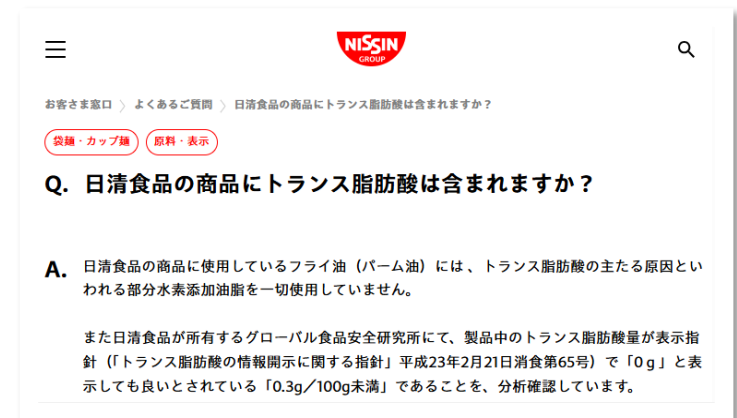 NISSIN
GROUP
お客さま窓口 〉 よくあるご質問 〉 日清食品の商品にトランス脂肪酸は含まれますか?
袋麺・カップ麺 原料・表示
Q. 日清食品の商品にトランス脂肪酸は含まれますか?
A. 日清食品の商品に使用しているフライ油(パーム油)には、トランス脂肪酸の主たる原因とい
われる部分水素添加油脂を一切使用していません。
また日清食品が所有するグローバル食品安全研究所にて、製品中のトランス脂肪酸量が表示指
針(「トランス脂肪酸の情報開示に関する指針」平成23年2月21日消食第65号)で「0g」と表
示しても良いとされている「0.3g/100g未満」であることを、分析確認しています。